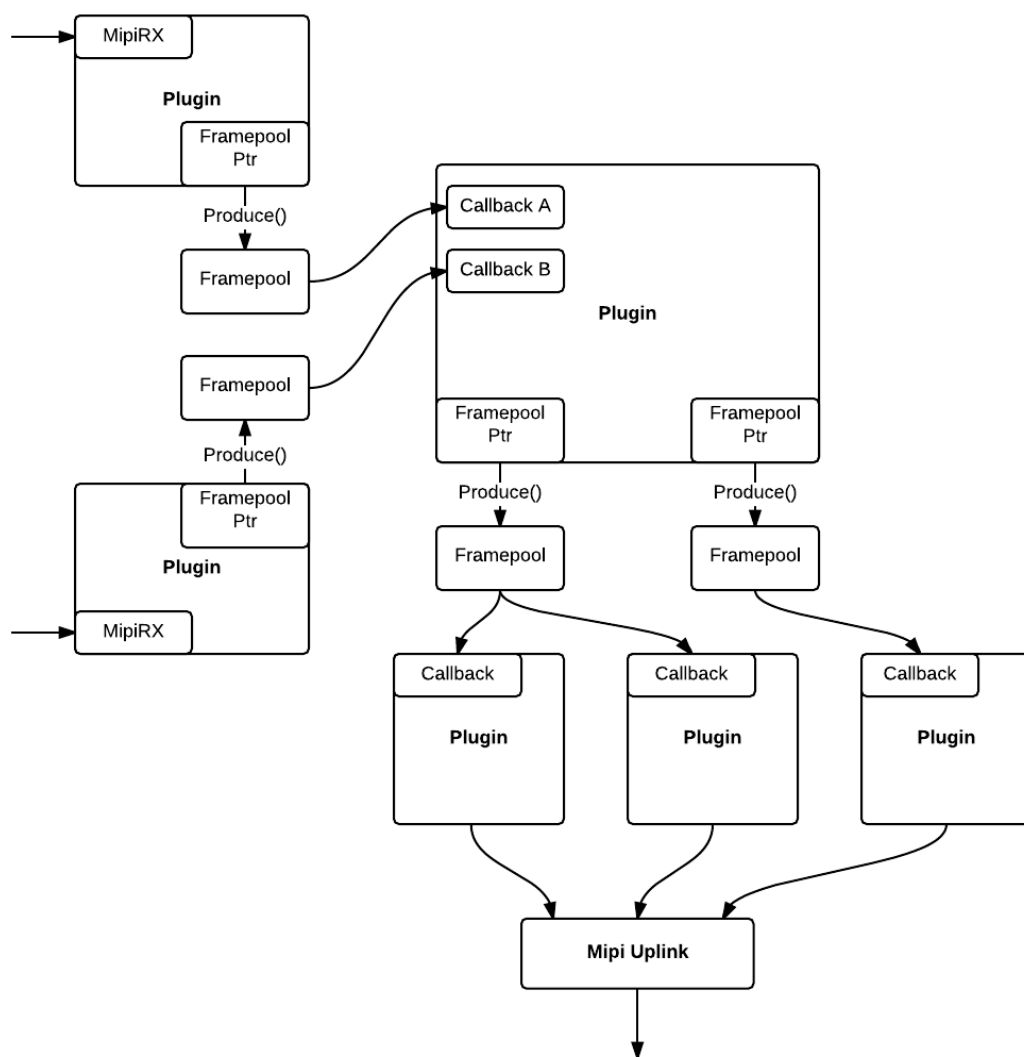 MipiRX
Plugin
Framepool
Ptr
Produce()
Framepool
Callback A
Callback B
Plugin
Framepool
Produce()
Framepool
Ptr
Plugin
MipiRX
Framepool
Ptr
Framepool
Ptr
Produce()
Produce()
Framepool
Framepool
Callback
Callback
Callback
Plugin
Plugin
Plugin
Mipi Uplink